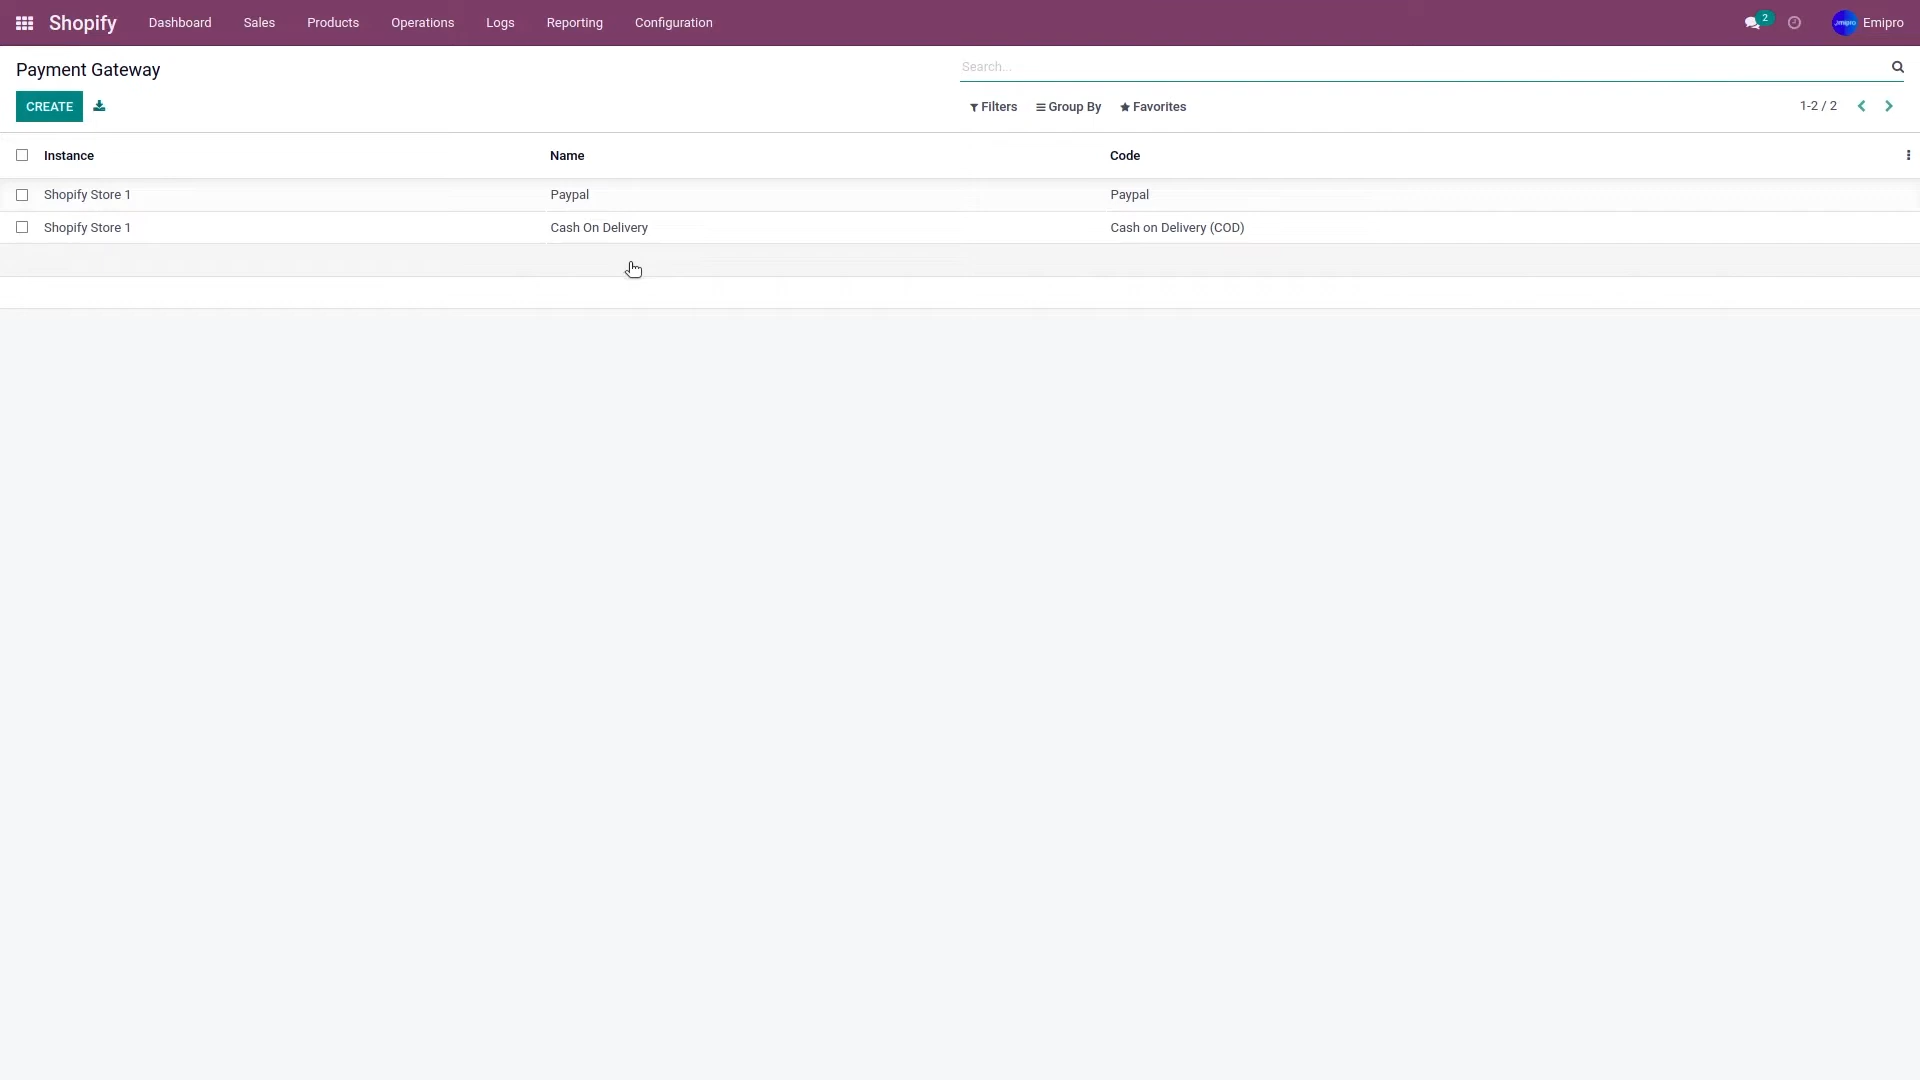 Shopify Dashboard Sales Products Operations Logs Reporting Configuration 2 Emipro
Payment Gateway
Search...
CREATE Filters Group By Favorites 1-2 / 2
Instance Name Code
Shopify Store 1 Paypal Paypal
Shopify Store 1 Cash On Delivery Cash on Delivery (COD)